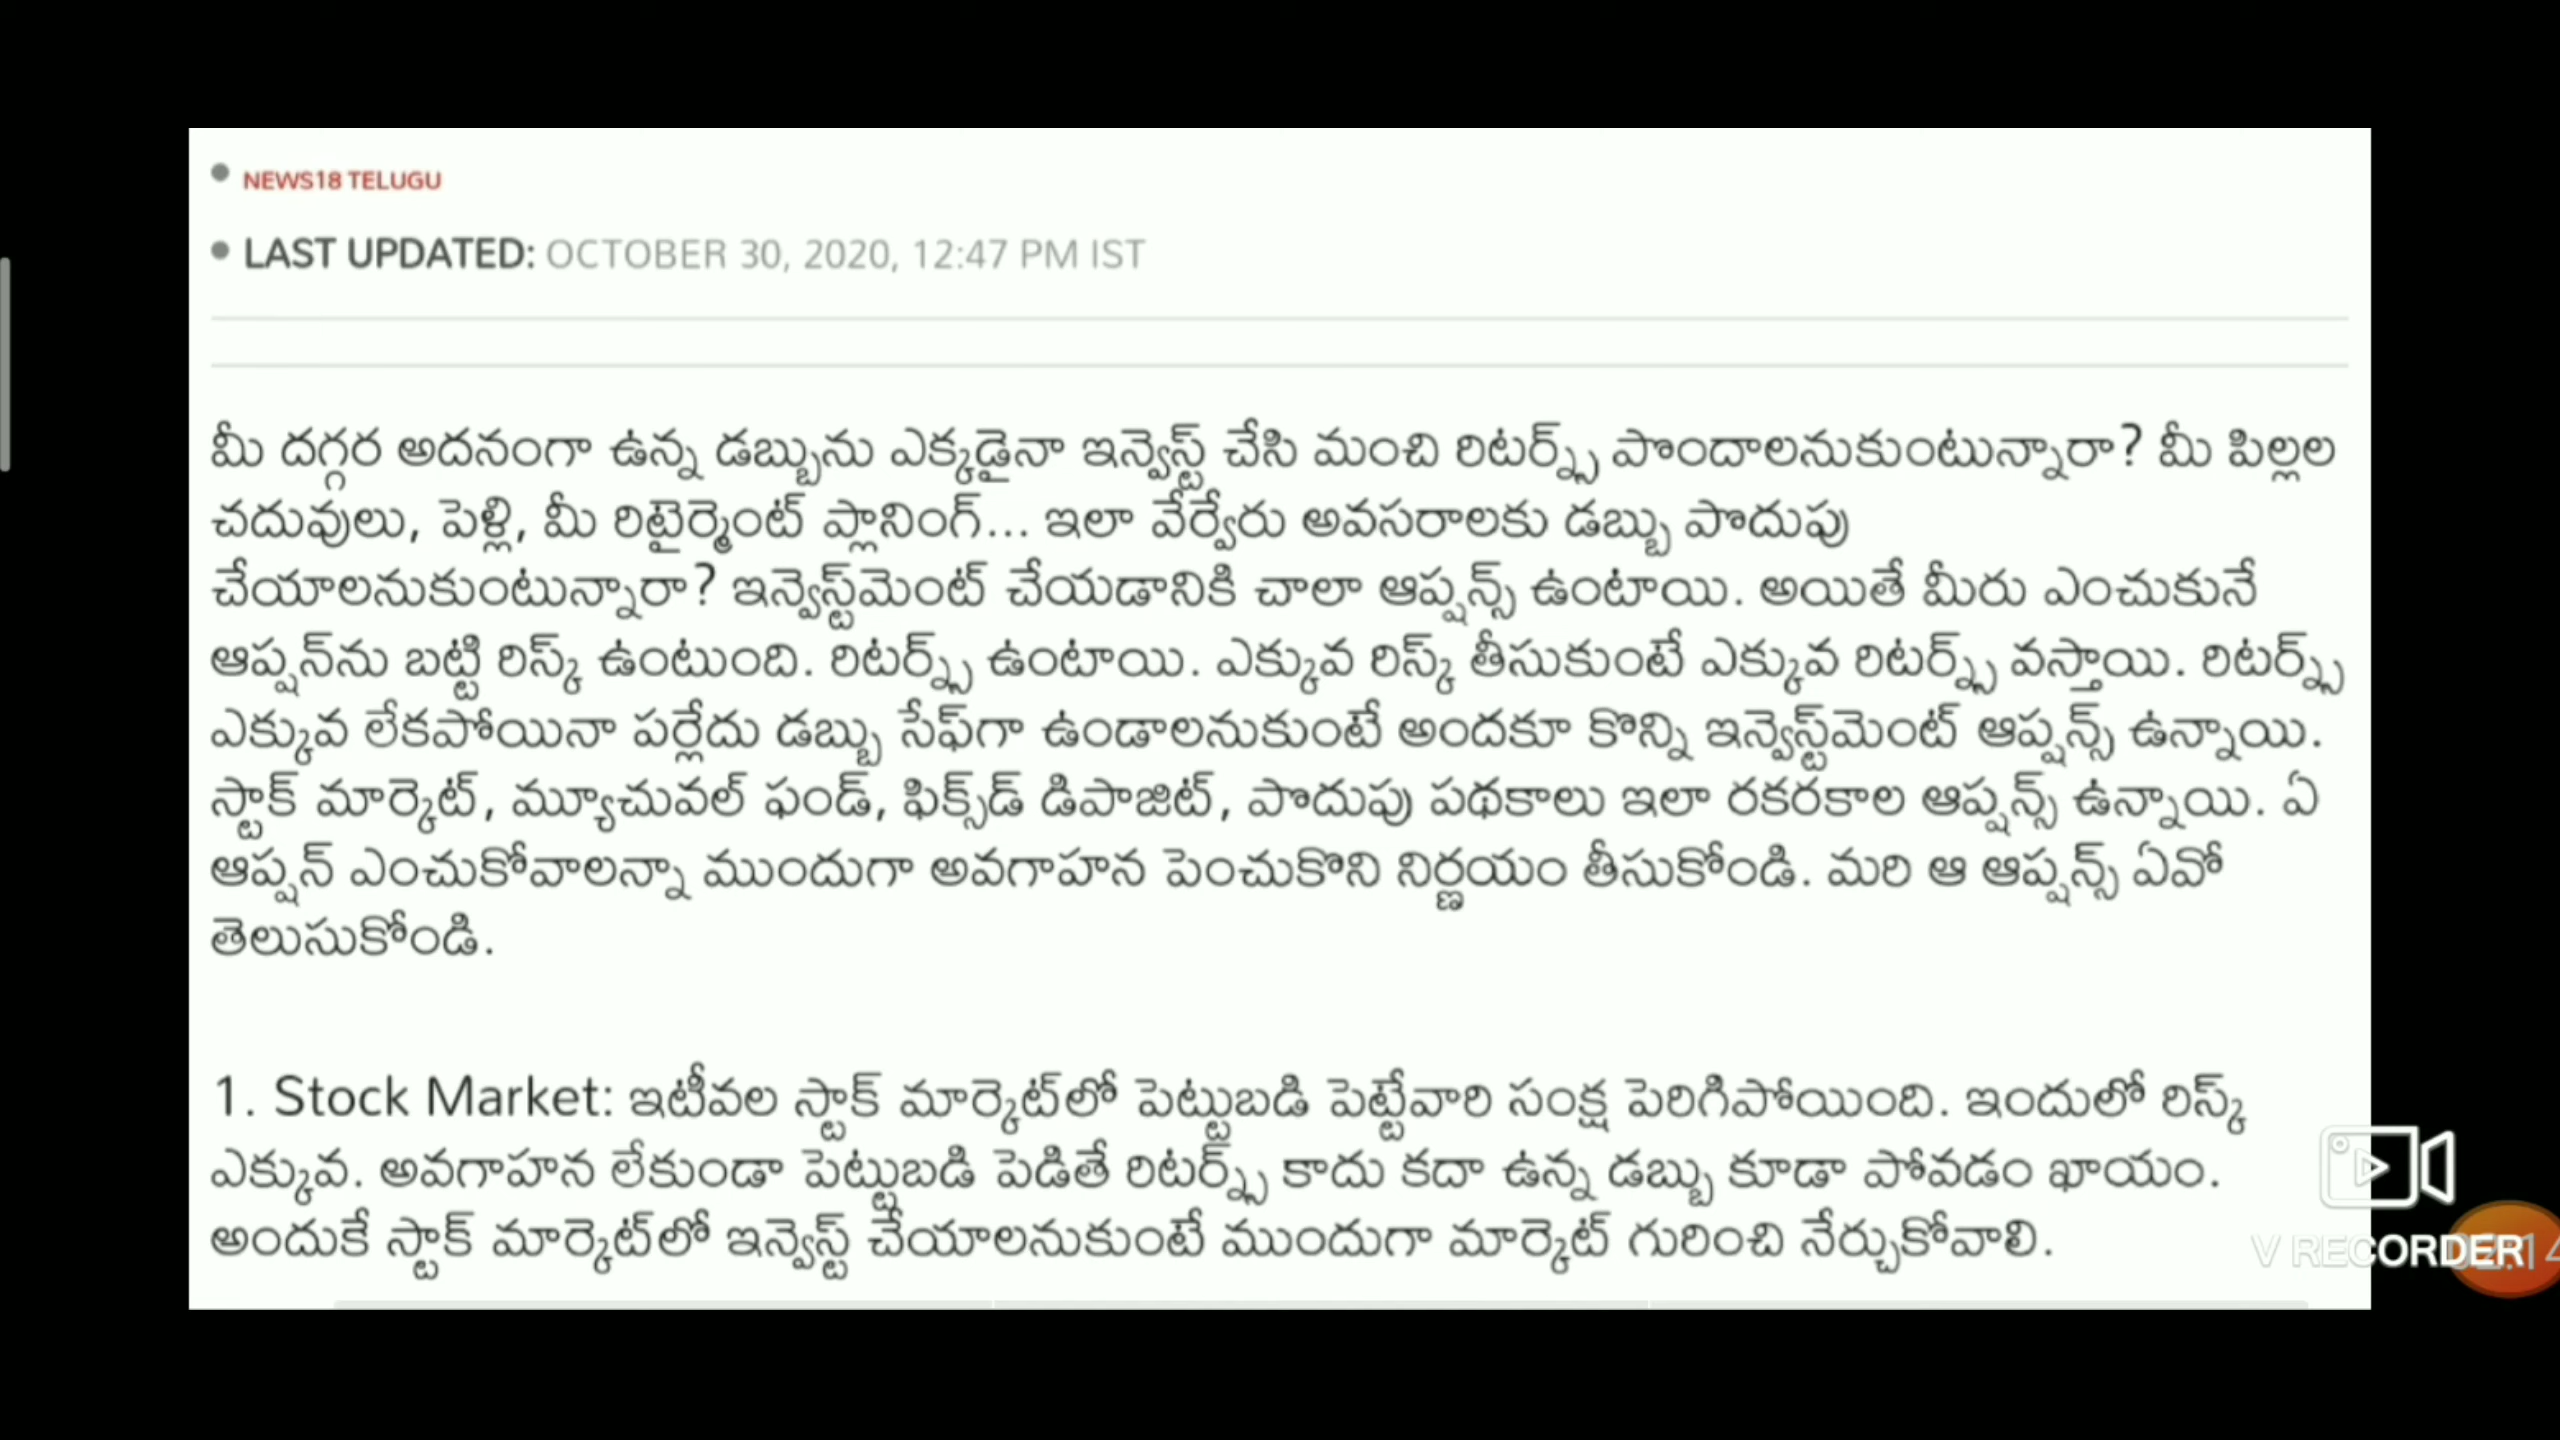 NEWS18 TELUGU
LAST UPDATED: OCTOBER 30, 2020, 12:47 PM IST
మీ దగ్గర అదనంగా ఉన్న డబ్బును ఎక్కడైనా ఇన్వెస్ట్ చేసి మంచి రిటర్న్స్ పొందాలనుకుంటున్నారా? మీ పిల్లల
చదువులు, పెళ్లి, మీ రిటైర్మెంట్ ప్లానింగ్... ఇలా వేర్వేరు అవసరాలకు డబ్బు పొదుపు
చేయాలనుకుంటున్నారా? ఇన్వెస్ట్‌మెంట్ చేయడానికి చాలా ఆప్షన్స్ ఉంటాయి. అయితే మీరు ఎంచుకునే
ఆప్షన్‌ను బట్టి రిస్క్ ఉంటుంది. రిటర్న్స్ ఉంటాయి. ఎక్కువ రిస్క్ తీసుకుంటే ఎక్కువ రిటర్న్స్ వస్తాయి. రిటర్న్స్
ఎక్కువ లేకపోయినా పర్లేదు డబ్బు సేఫ్‌గా ఉండాలనుకుంటే అందకూ కొన్ని ఇన్వెస్ట్‌మెంట్ ఆప్షన్స్ ఉన్నాయి.
స్టాక్ మార్కెట్, మ్యూచువల్ ఫండ్, ఫిక్స్‌డ్ డిపాజిట్, పొదుపు పథకాలు ఇలా రకరకాల ఆప్షన్స్ ఉన్నాయి. ఏ
ఆప్షన్ ఎంచుకోవాలన్నా ముందుగా అవగాహన పెంచుకొని నిర్ణయం తీసుకోండి. మరి ఆ ఆప్షన్స్ ఏవో
తెలుసుకోండి.
1. Stock Market: ఇటీవల స్టాక్ మార్కెట్‌లో పెట్టుబడి పెట్టేవారి సంక్ష పెరిగిపోయింది. ఇందులో రిస్క్
ఎక్కువ. అవగాహన లేకుండా పెట్టుబడి పెడితే రిటర్న్స్ కాదు కదా ఉన్న డబ్బు కూడా పోవడం ఖాయం.
అందుకే స్టాక్ మార్కెట్‌లో ఇన్వెస్ట్ చేయాలనుకుంటే ముందుగా మార్కెట్ గురించి నేర్చుకోవాలి.
V RECORDER